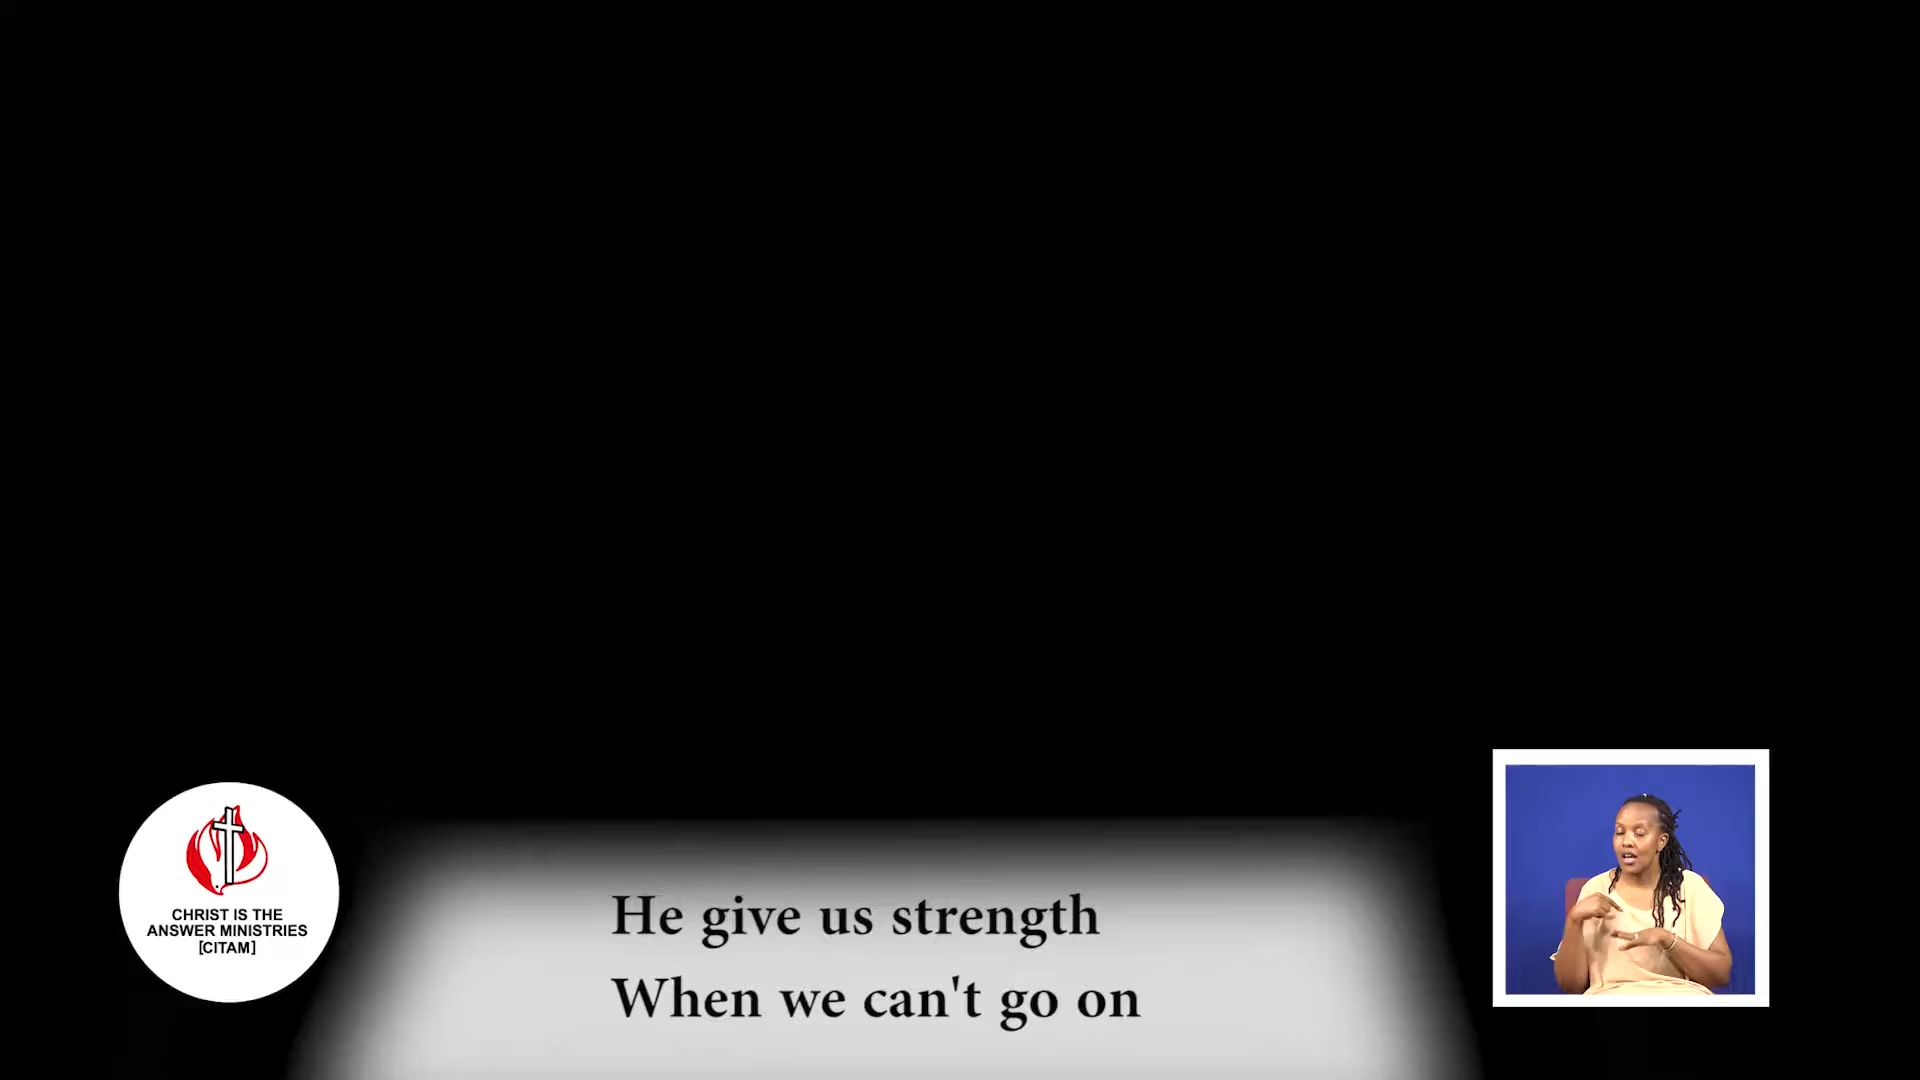 CHRIST IS THE
ANSWER MINISTRIES
[CITAM]
He give us strength
When we can't go on